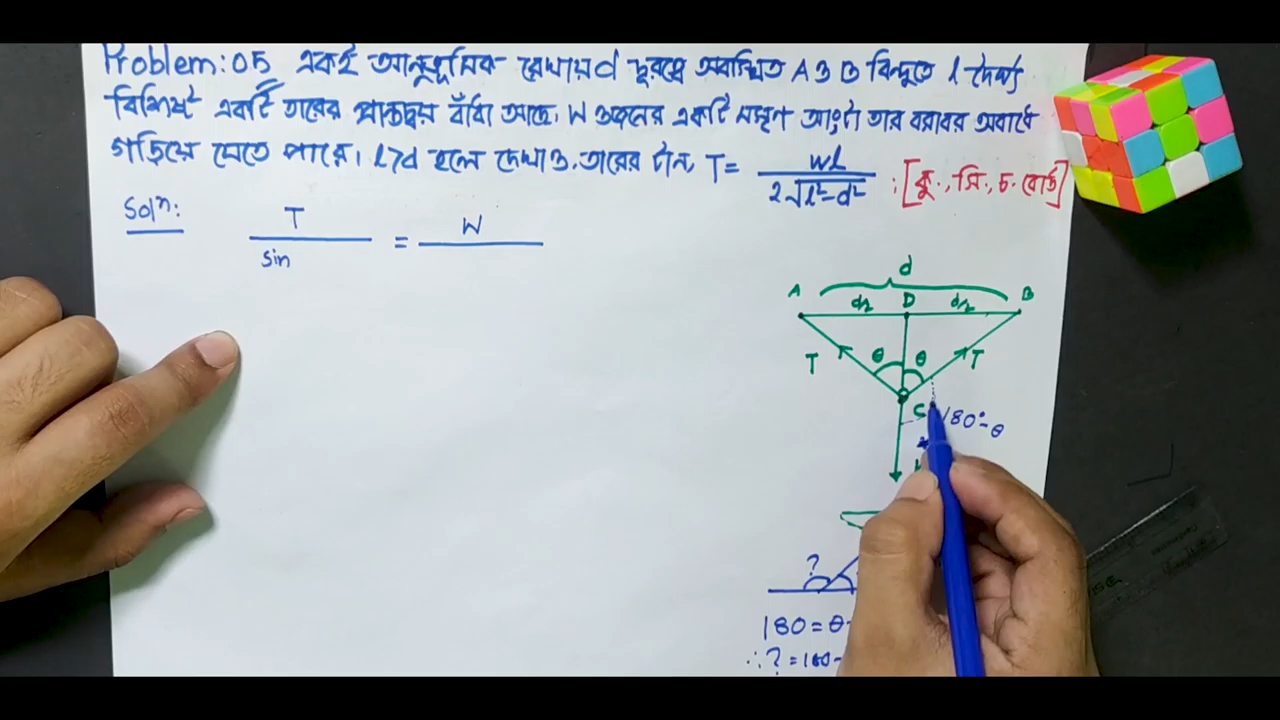 Problem:05 একই আনুভূমিক রেখায় d দূরত্বে অবস্থিত A ও B বিন্দুতে l দৈর্ঘ্য
বিশিষ্ট একটি তারের প্রান্তদ্বয় বাঁধা আছে। W ওজনের একটি মসৃণ আংটা তার বরাবর অবাধে
গড়িয়ে যেতে পারে। l>d হলে দেখাও, তারের টান, T = wl / 2√l²-d² ; [কু., সি., চ. বোর্ড]
Solⁿ: T / sin = W
d
A d/2 D d/2 B
T θ θ T
C 180°-θ
?
180 = θ
∴ ? = 180-